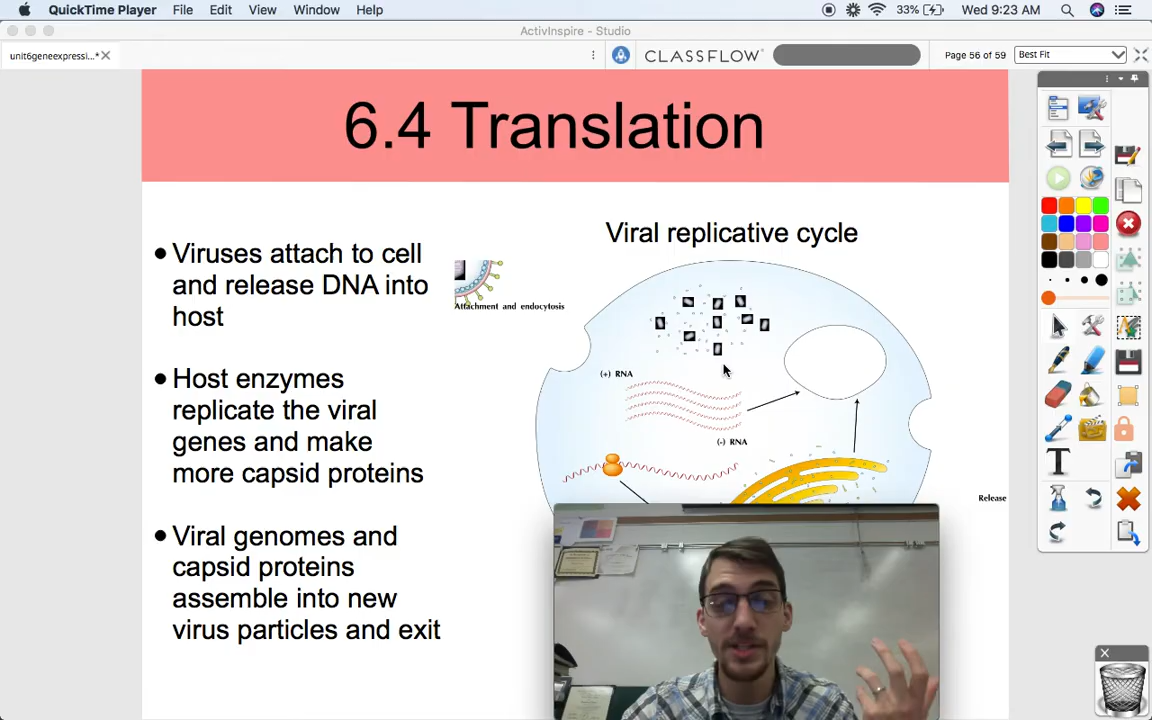 QuickTime Player File Edit View Window Help 33% Wed 9:23 AM
ActivInspire - Studio
unit6geneexpressi...*
CLASSFLOW
Page 56 of 59
Best Fit
6.4 Translation
Viral replicative cycle
• Viruses attach to cell
and release DNA into
host
• Host enzymes
replicate the viral
genes and make
more capsid proteins
• Viral genomes and
capsid proteins
assemble into new
virus particles and exit
Attachment and endocytosis
(+) RNA
(-) RNA
Release
T